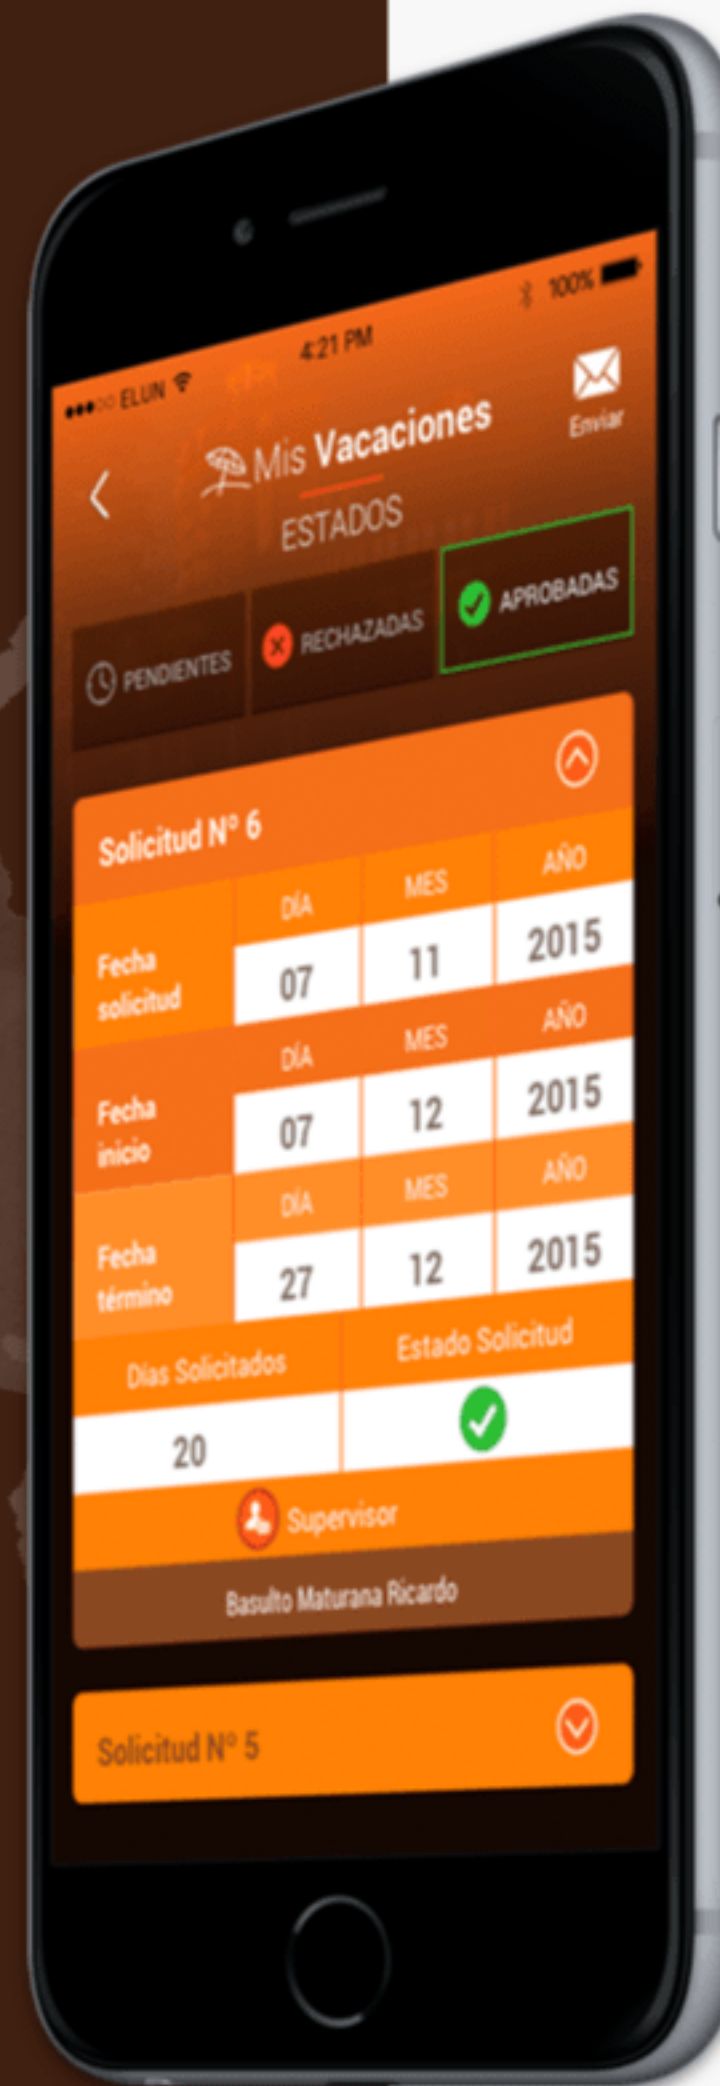 ELUN 4:21 PM 100%
Mis Vacaciones
Enviar
ESTADOS
PENDIENTES RECHAZADAS APROBADAS
Solicitud Nº 6
DÍA MES AÑO
Fecha solicitud 07 11 2015
DÍA MES AÑO
Fecha inicio 07 12 2015
DÍA MES AÑO
Fecha término 27 12 2015
Días Solicitados Estado Solicitud
20
Supervisor
Basulto Maturana Ricardo
Solicitud Nº 5